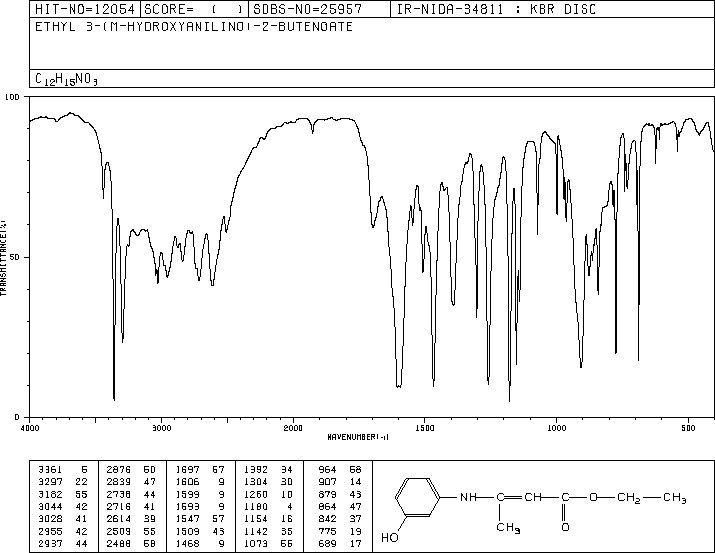 HIT-NO=12054 SCORE= ( ) SDBS-NO=25957 IR-NIDA-34811 : KBR DISC
ETHYL 3-(M-HYDROXYANILINO)-2-BUTENOATE
C12H15NO3
100
TRANSMITTANCE(%)
50
0
4000 3000 2000 1500 1000 500
WAVENUMBER(-1)
3361 5 2876 50 1697 57 1392 34 964 58
3297 22 2839 47 1606 9 1304 30 907 14
3182 55 2738 44 1599 9 1260 10 879 43
3044 42 2716 41 1593 9 1180 4 864 47
3028 41 2614 39 1547 57 1154 16 842 37
2955 42 2509 55 1509 43 1142 35 775 19
2937 44 2488 58 1468 9 1073 55 689 17
NH C CH C O CH2 CH3
HO CH3 O